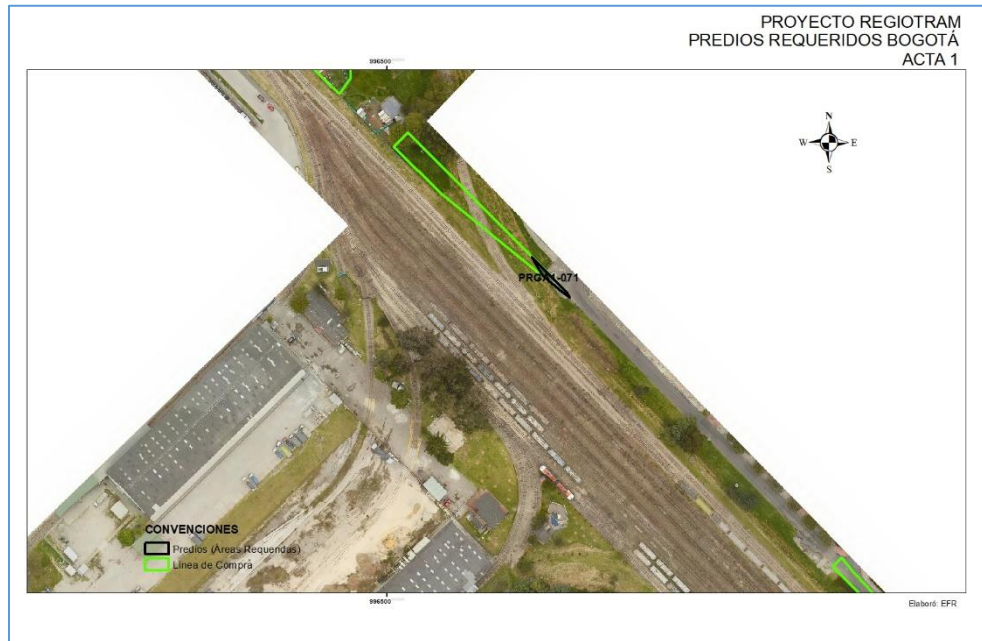 PROYECTO REGIOTRAM
PREDIOS REQUERIDOS BOGOTÁ
ACTA 1
996500
N
W E
S
PRGA1-071
CONVENCIONES
Predios (Áreas Requeridas)
Línea de Compra
996500
Elaboró: EFR